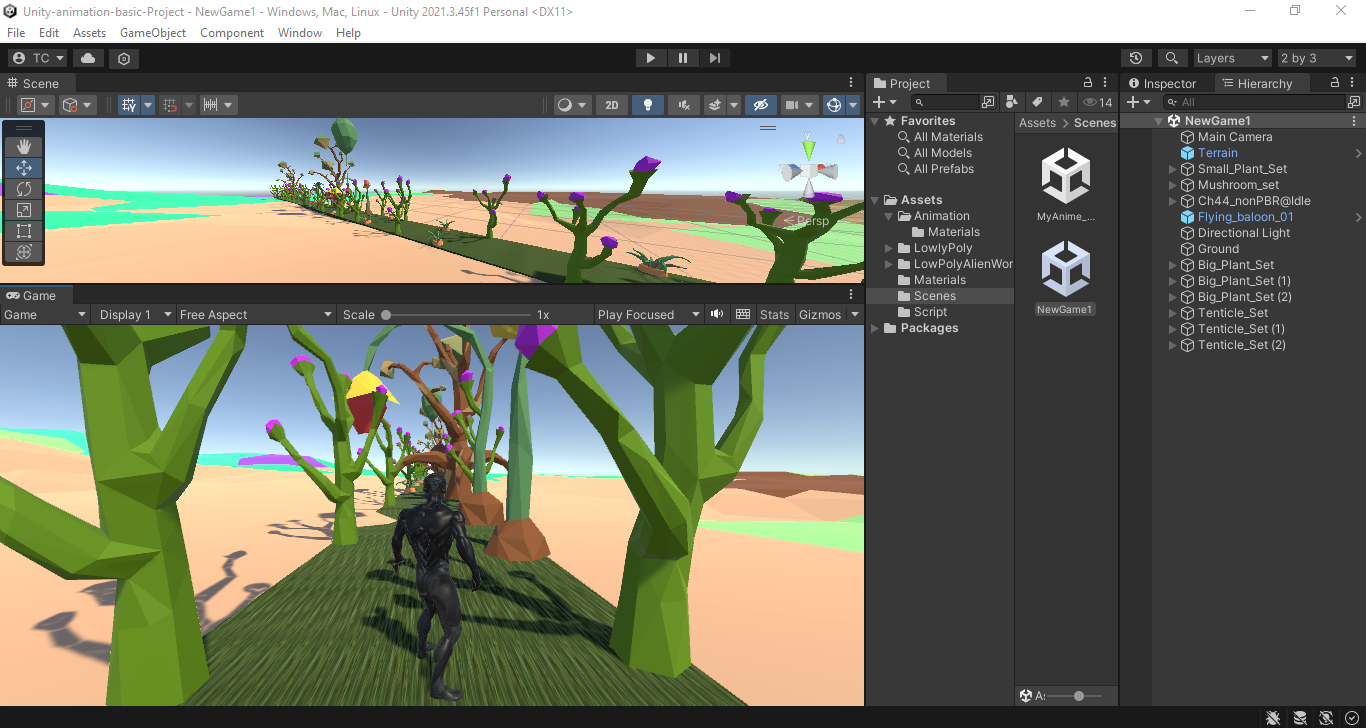 Unity-animation-basic-Project - NewGame1 - Windows, Mac, Linux - Unity 2021.3.45f1 Personal <DX11>
File Edit Assets GameObject Component Window Help
TC Layers 2 by 3
Scene
2D
y
Persp
Game
Game Display 1 Free Aspect Scale 1x Play Focused Stats Gizmos
Project
14
Favorites
All Materials
All Models
All Prefabs
Assets
Animation
Materials
LowlyPoly
LowPolyAlienWor
Materials
Scenes
Script
Packages
Assets > Scenes
MyAnime_...
NewGame1
Inspector Hierarchy
All
NewGame1
Main Camera
Terrain
Small_Plant_Set
Mushroom_set
Ch44_nonPBR@Idle
Flying_baloon_01
Directional Light
Ground
Big_Plant_Set
Big_Plant_Set (1)
Big_Plant_Set (2)
Tenticle_Set
Tenticle_Set (1)
Tenticle_Set (2)